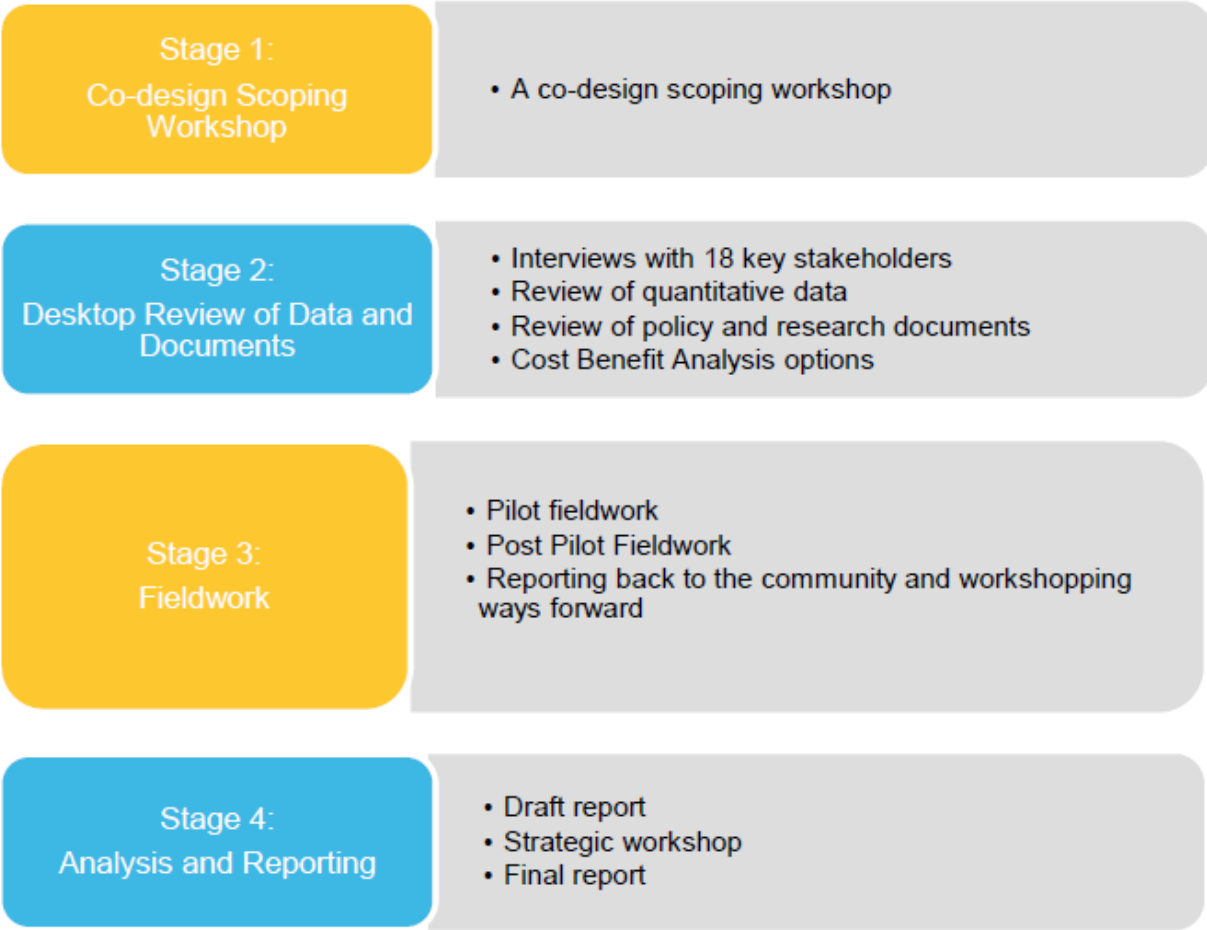 Stage 1:
Co-design Scoping
Workshop
• A co-design scoping workshop
Stage 2:
Desktop Review of Data and
Documents
• Interviews with 18 key stakeholders
• Review of quantitative data
• Review of policy and research documents
• Cost Benefit Analysis options
Stage 3:
Fieldwork
• Pilot fieldwork
• Post Pilot Fieldwork
• Reporting back to the community and workshopping
ways forward
Stage 4:
Analysis and Reporting
• Draft report
• Strategic workshop
• Final report